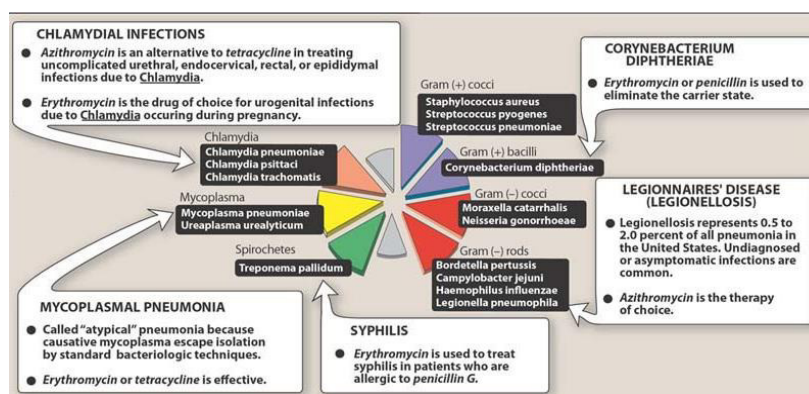 CHLAMYDIAL INFECTIONS
● Azithromycin is an alternative to tetracycline in treating
uncomplicated urethral, endocervical, rectal, or epididymal
infections due to Chlamydia.
● Erythromycin is the drug of choice for urogenital infections
due to Chlamydia occuring during pregnancy.
CORYNEBACTERIUM
DIPHTHERIAE
● Erythromycin or penicillin is used to
eliminate the carrier state.
Gram (+) cocci
Staphylococcus aureus
Streptococcus pyogenes
Streptococcus pneumoniae
Chlamydia
Chlamydia pneumoniae
Chlamydia psittaci
Chlamydia trachomatis
Gram (+) bacilli
Corynebacterium diphtheriae
Mycoplasma
Mycoplasma pneumoniae
Ureaplasma urealyticum
Gram (–) cocci
Moraxella catarrhalis
Neisseria gonorrhoeae
Spirochetes
Treponema pallidum
Gram (–) rods
Bordetella pertussis
Campylobacter jejuni
Haemophilus influenzae
Legionella pneumophila
LEGIONNAIRES' DISEASE
(LEGIONELLOSIS)
● Legionellosis represents 0.5 to
2.0 percent of all pneumonia in
the United States. Undiagnosed
or asymptomatic infections are
common.
● Azithromycin is the therapy
of choice.
MYCOPLASMAL PNEUMONIA
● Called "atypical" pneumonia because
causative mycoplasma escape isolation
by standard bacteriologic techniques.
● Erythromycin or tetracycline is effective.
SYPHILIS
● Erythromycin is used to treat
syphilis in patients who are
allergic to penicillin G.